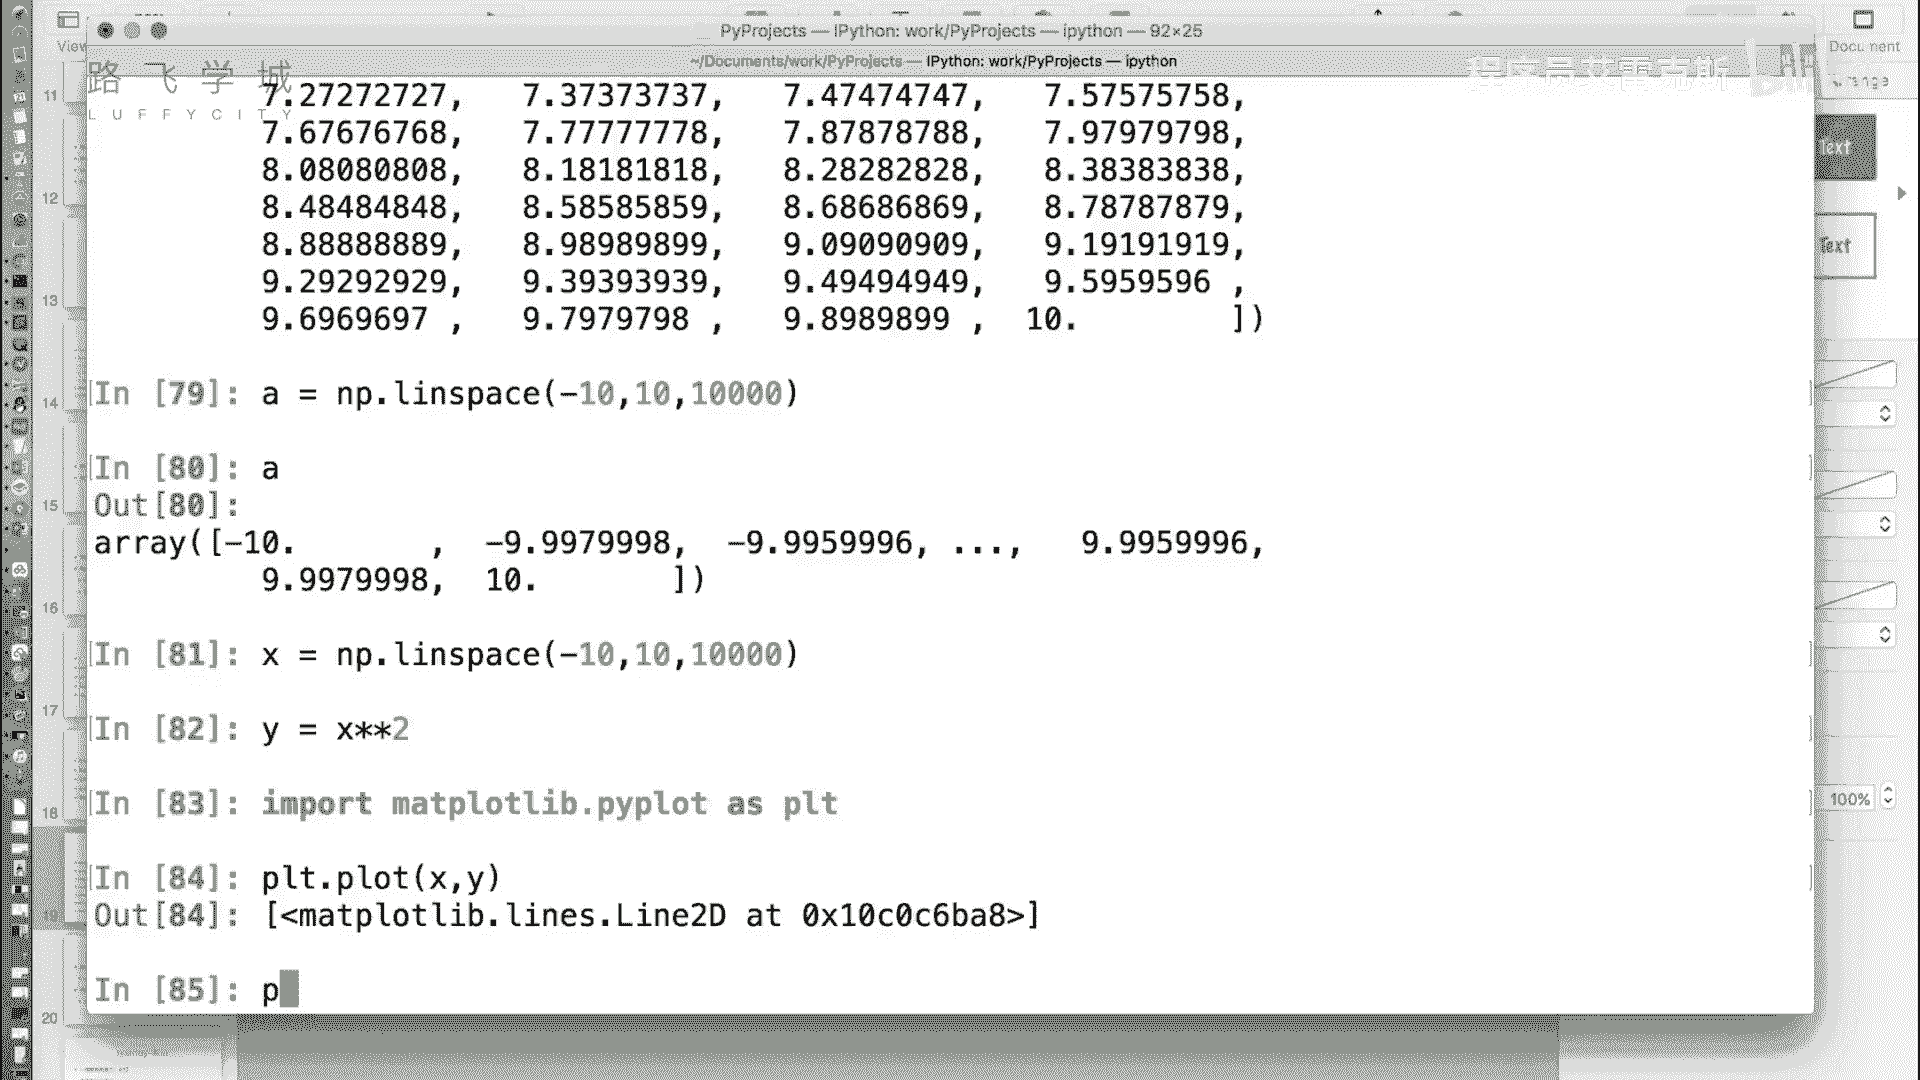 PyProjects — IPython: work/PyProjects — ipython — 92×25
~/Documents/work/PyProjects — IPython: work/PyProjects — ipython
View
Document
路飞学城
LUFFYCITY
程序员艾雷克斯
7.27272727,   7.37373737,   7.47474747,   7.57575758,
7.67676768,   7.77777778,   7.87878788,   7.97979798,
8.08080808,   8.18181818,   8.28282828,   8.38383838,
8.48484848,   8.58585859,   8.68686869,   8.78787879,
8.88888889,   8.98989899,   9.09090909,   9.19191919,
9.29292929,   9.39393939,   9.49494949,   9.5959596 ,
9.6969697 ,   9.7979798 ,   9.8989899 ,  10.        ])
In [79]: a = np.linspace(-10,10,10000)
In [80]: a
Out[80]:
array([-10.       ,  -9.9979998,  -9.9959996, ...,   9.9959996,
9.9979998,  10.       ])
In [81]: x = np.linspace(-10,10,10000)
In [82]: y = x**2
In [83]: import matplotlib.pyplot as plt
In [84]: plt.plot(x,y)
Out[84]: [<matplotlib.lines.Line2D at 0x10c0c6ba8>]
In [85]: p
11
12
13
14
15
16
17
18
19
20
Text
Text
100%